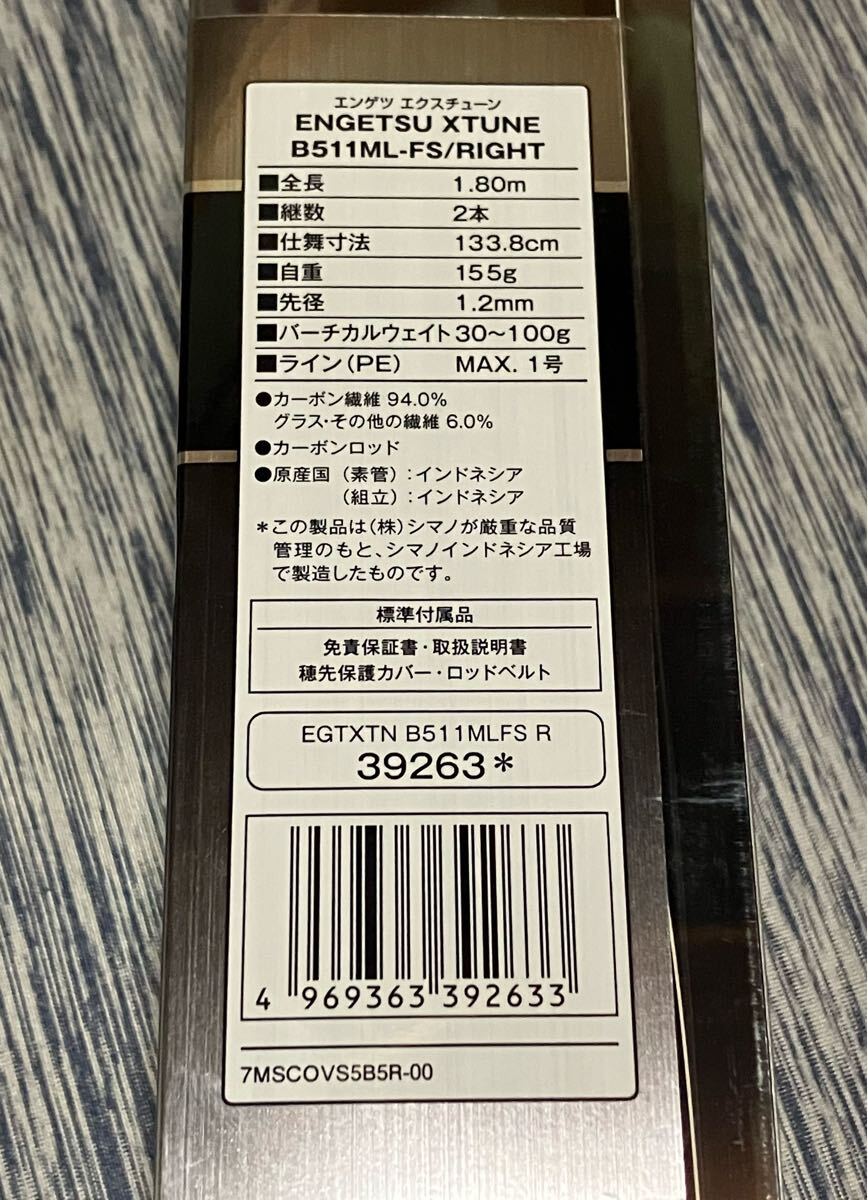 エンゲツ エクスチューン
ENGETSU XTUNE
B511ML-FS/RIGHT
■全長 1.80m
■継数 2本
■仕舞寸法 133.8cm
■自重 155g
■先径 1.2mm
■バーチカルウェイト 30～100g
■ライン(PE) MAX. 1号
●カーボン繊維 94.0%
グラス・その他の繊維 6.0%
●カーボンロッド
●原産国(素管):インドネシア
(組立):インドネシア
＊この製品は(株)シマノが厳重な品質
管理のもと、シマノインドネシア工場
で製造したものです。
標準付属品
免責保証書・取扱説明書
穂先保護カバー・ロッドベルト
EGTXTN B511MLFS R
39263＊
4 969363 392633
7MSCOVS5B5R-00